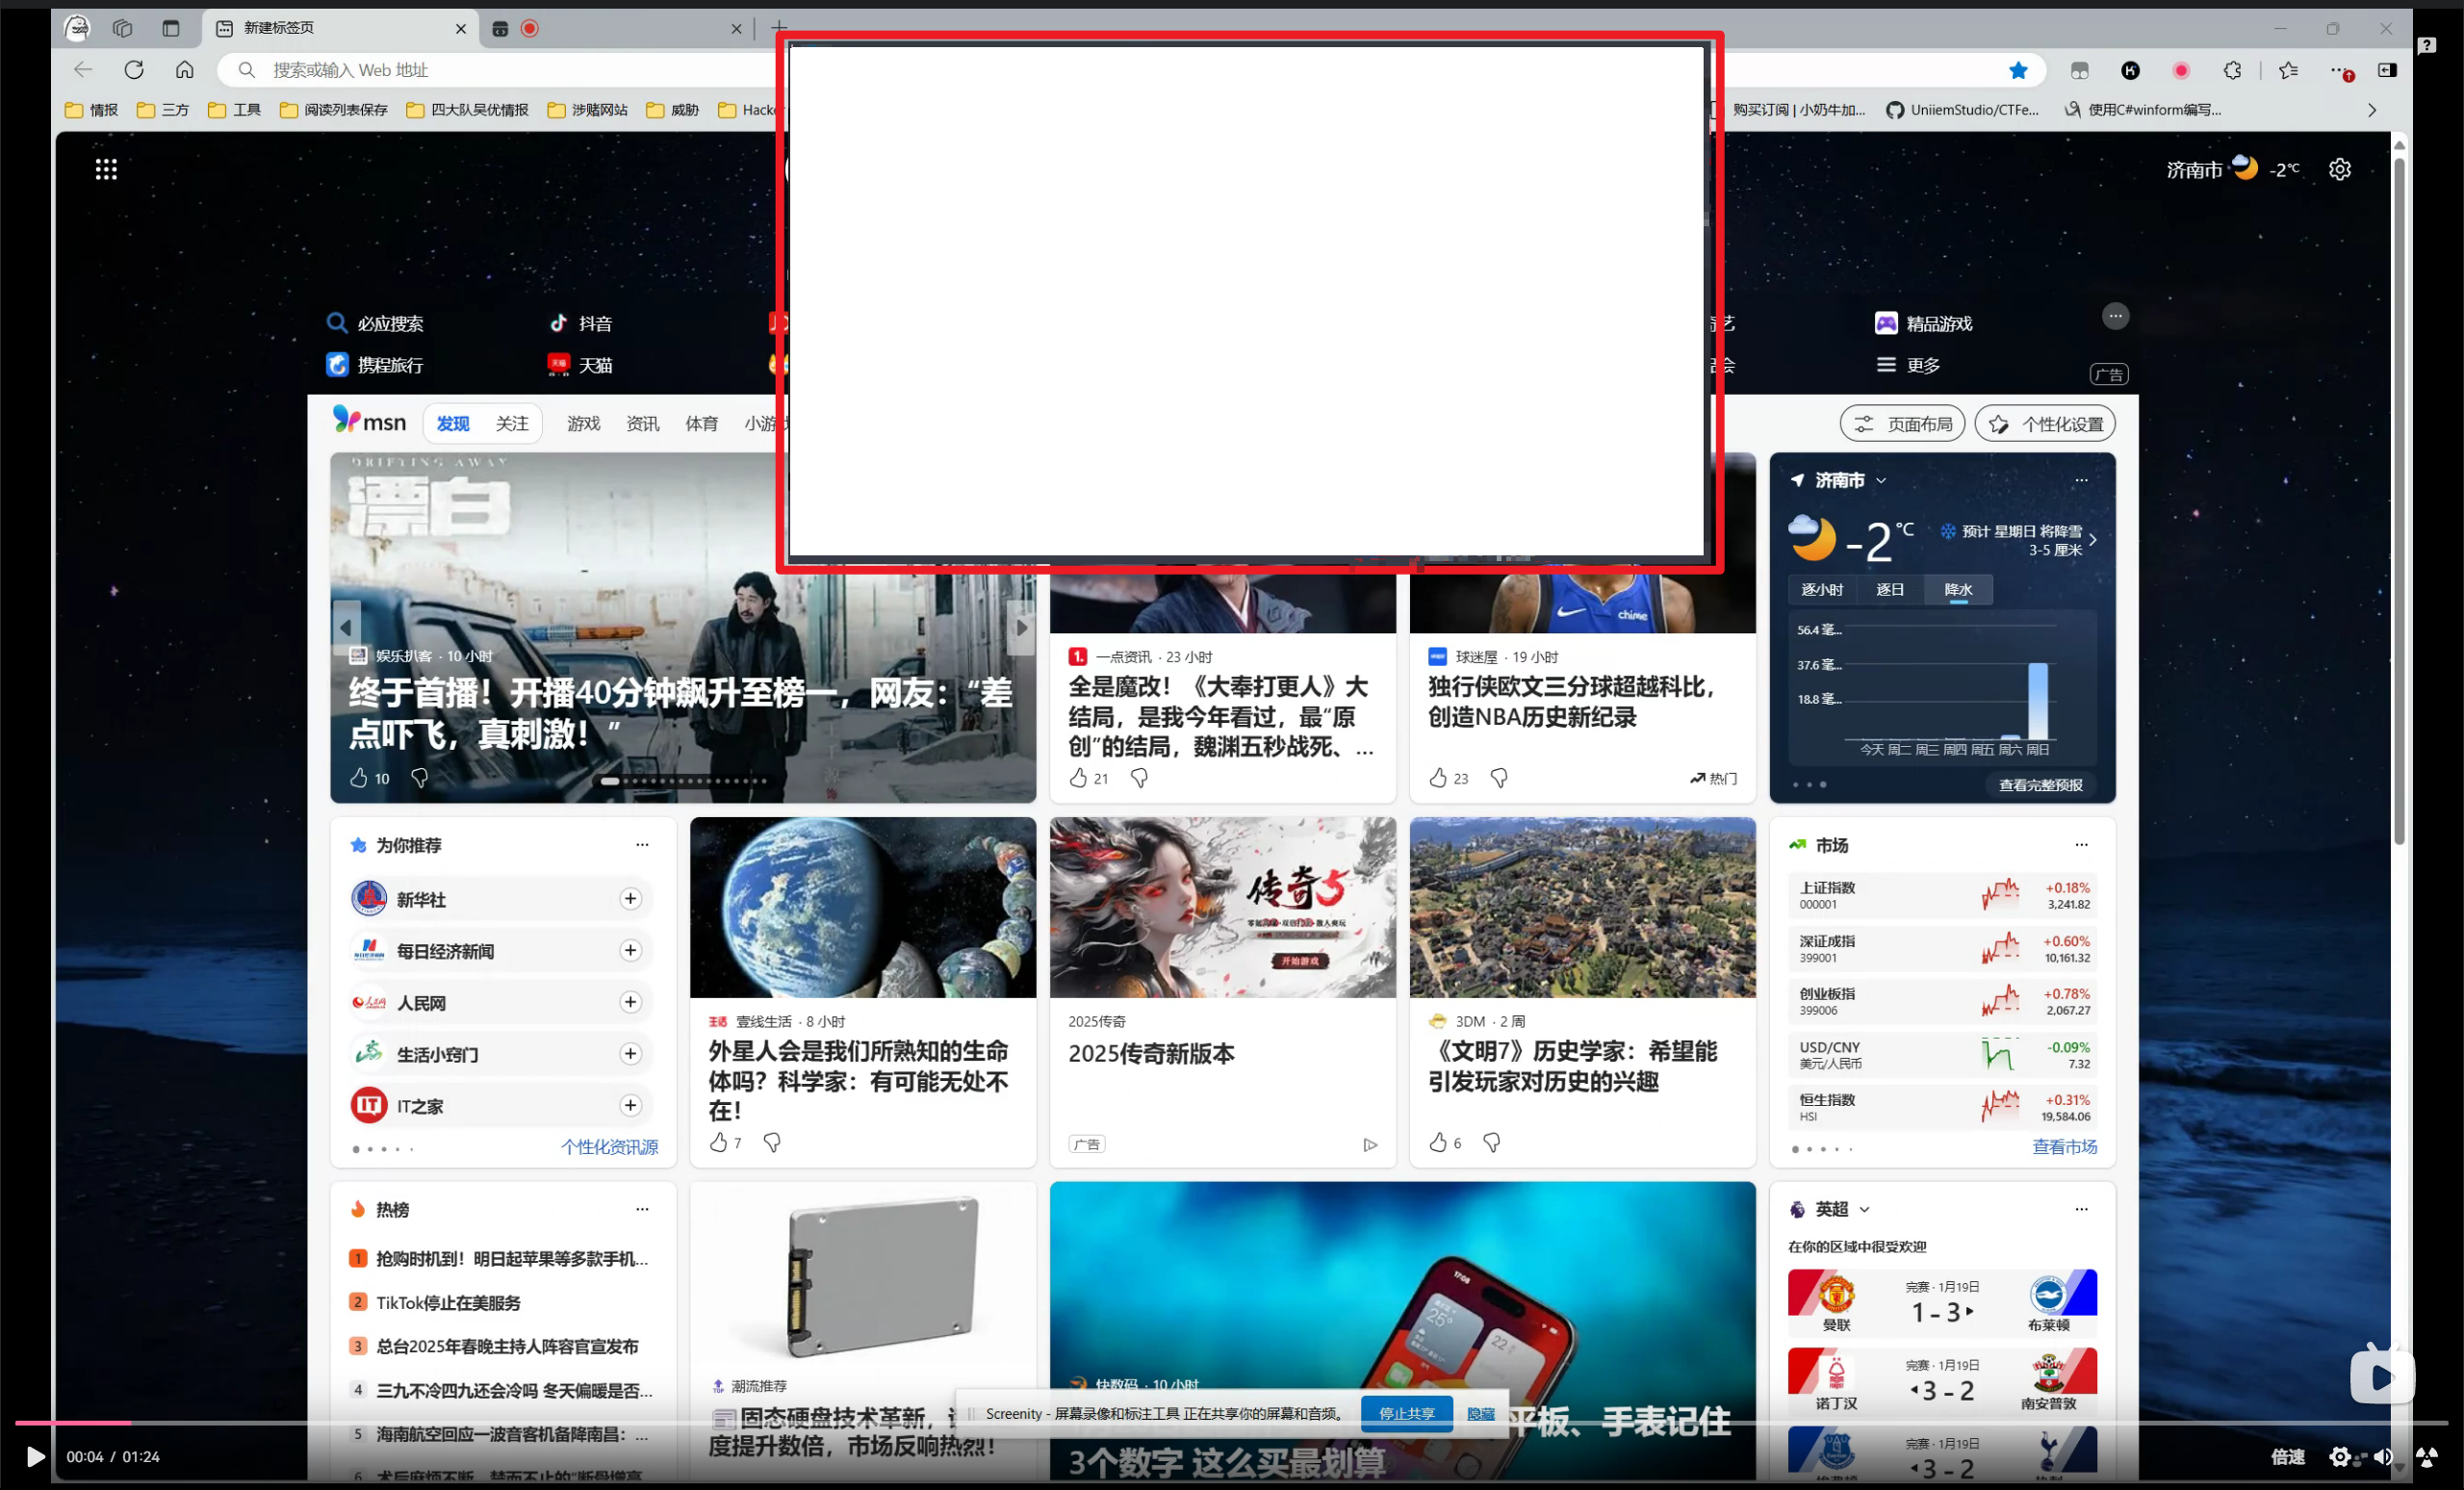 新建标签页
搜索或输入 Web 地址
情报
三方
工具
阅读列表保存
四大队吴优情报
涉赌网站
威胁
购买订阅 | 小奶牛加...
UniiemStudio/CTFe...
使用C#winform编写...
济南市 -2℃
必应搜索
抖音
精品游戏
携程旅行
天猫
更多
广告
msn
发现
关注
游戏
资讯
体育
页面布局
个性化设置
DRIFTING AWAY
漂白
娱乐扒客 · 10 小时
终于首播！开播40分钟飙升至榜一，网友：“差
点吓飞，真刺激！”
10
一点资讯 · 23 小时
全是魔改！《大奉打更人》大
结局，是我今年看过，最“原
创”的结局，魏渊五秒战死、...
21
chime
球迷屋 · 19 小时
独行侠欧文三分球超越科比，
创造NBA历史新纪录
23
热门
济南市
-2℃
预计 星期日 将降雪
3-5 厘米
逐小时
逐日
降水
56.4 毫...
37.6 毫...
18.8 毫...
今天 周二 周三 周四 周五 周六 周日
查看完整预报
为你推荐
新华社
每日经济新闻
人民网
生活小窍门
IT之家
个性化资讯源
壹线生活 · 8 小时
外星人会是我们所熟知的生命
体吗？科学家：有可能无处不
在！
7
传奇5
开始游戏
2025传奇
2025传奇新版本
广告
3DM · 2 周
《文明7》历史学家：希望能
引发玩家对历史的兴趣
6
市场
上证指数
000001
+0.18%
3,241.82
深证成指
399001
+0.60%
10,161.32
创业板指
399006
+0.78%
2,067.27
USD/CNY
美元/人民币
-0.09%
7.32
恒生指数
HSI
+0.31%
19,584.06
查看市场
热榜
1 抢购时机到！明日起苹果等多款手机...
2 TikTok停止在美服务
3 总台2025年春晚主持人阵容官宣发布
4 三九不冷四九还会冷吗 冬天偏暖是否...
5 海南航空回应一波音客机备降南昌：...
潮流推荐
固态硬盘技术革新，
度提升数倍，市场反响热烈！
快数码 · 10 小时
平板、手表记住
3个数字 这么买最划算
Screenity - 屏幕录像和标注工具 正在共享你的屏幕和音频。
停止共享
隐藏
英超
在你的区域中很受欢迎
完赛 · 1月19日
曼联
1 - 3
布莱顿
完赛 · 1月19日
诺丁汉
3 - 2
南安普敦
完赛 · 1月19日
3 - 2
00:04 / 01:24
倍速